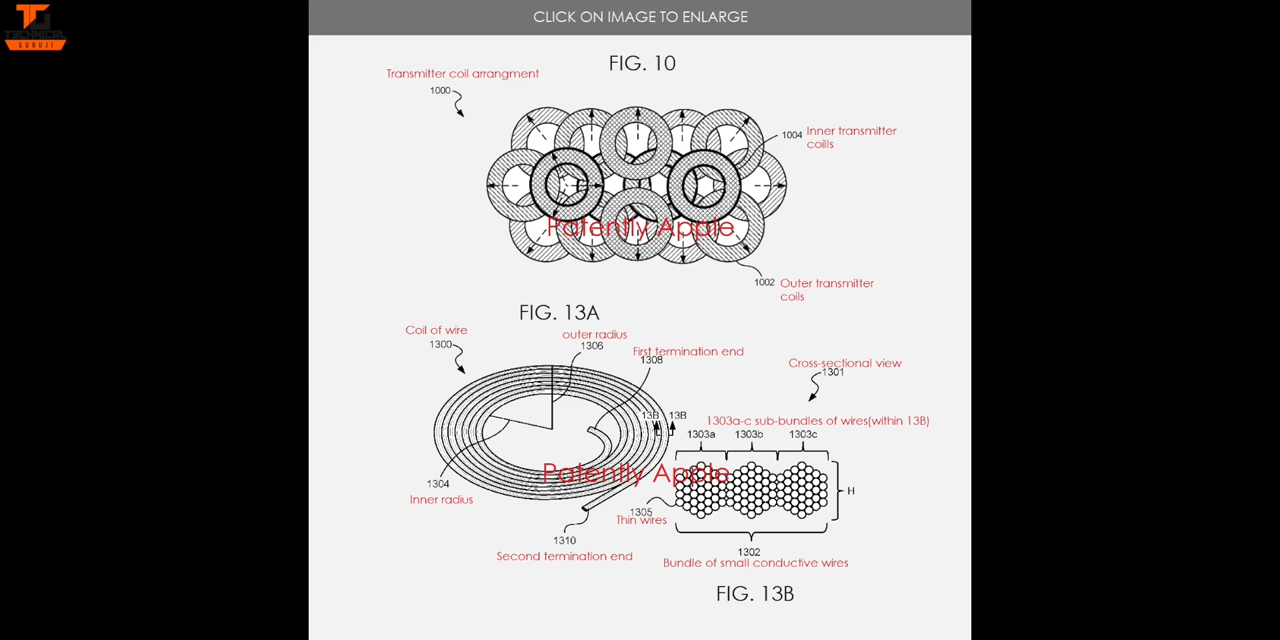 TECHNICAL
GURUJI
CLICK ON IMAGE TO ENLARGE
FIG. 10
Transmitter coil arrangment
1000
1004 Inner transmitter
coills
Patently Apple
1002 Outer transmitter
coils
FIG. 13A
Coil of wire
1300
outer radius
1306
First termination end
1308
Cross-sectional view
1301
13B 13B
1303a-c sub-bundles of wires(within 13B)
1303a 1303b 1303c
Patently Apple
1304
Inner radius
H
1305
Thin wires
1310
Second termination end
1302
Bundle of small conductive wires
FIG. 13B